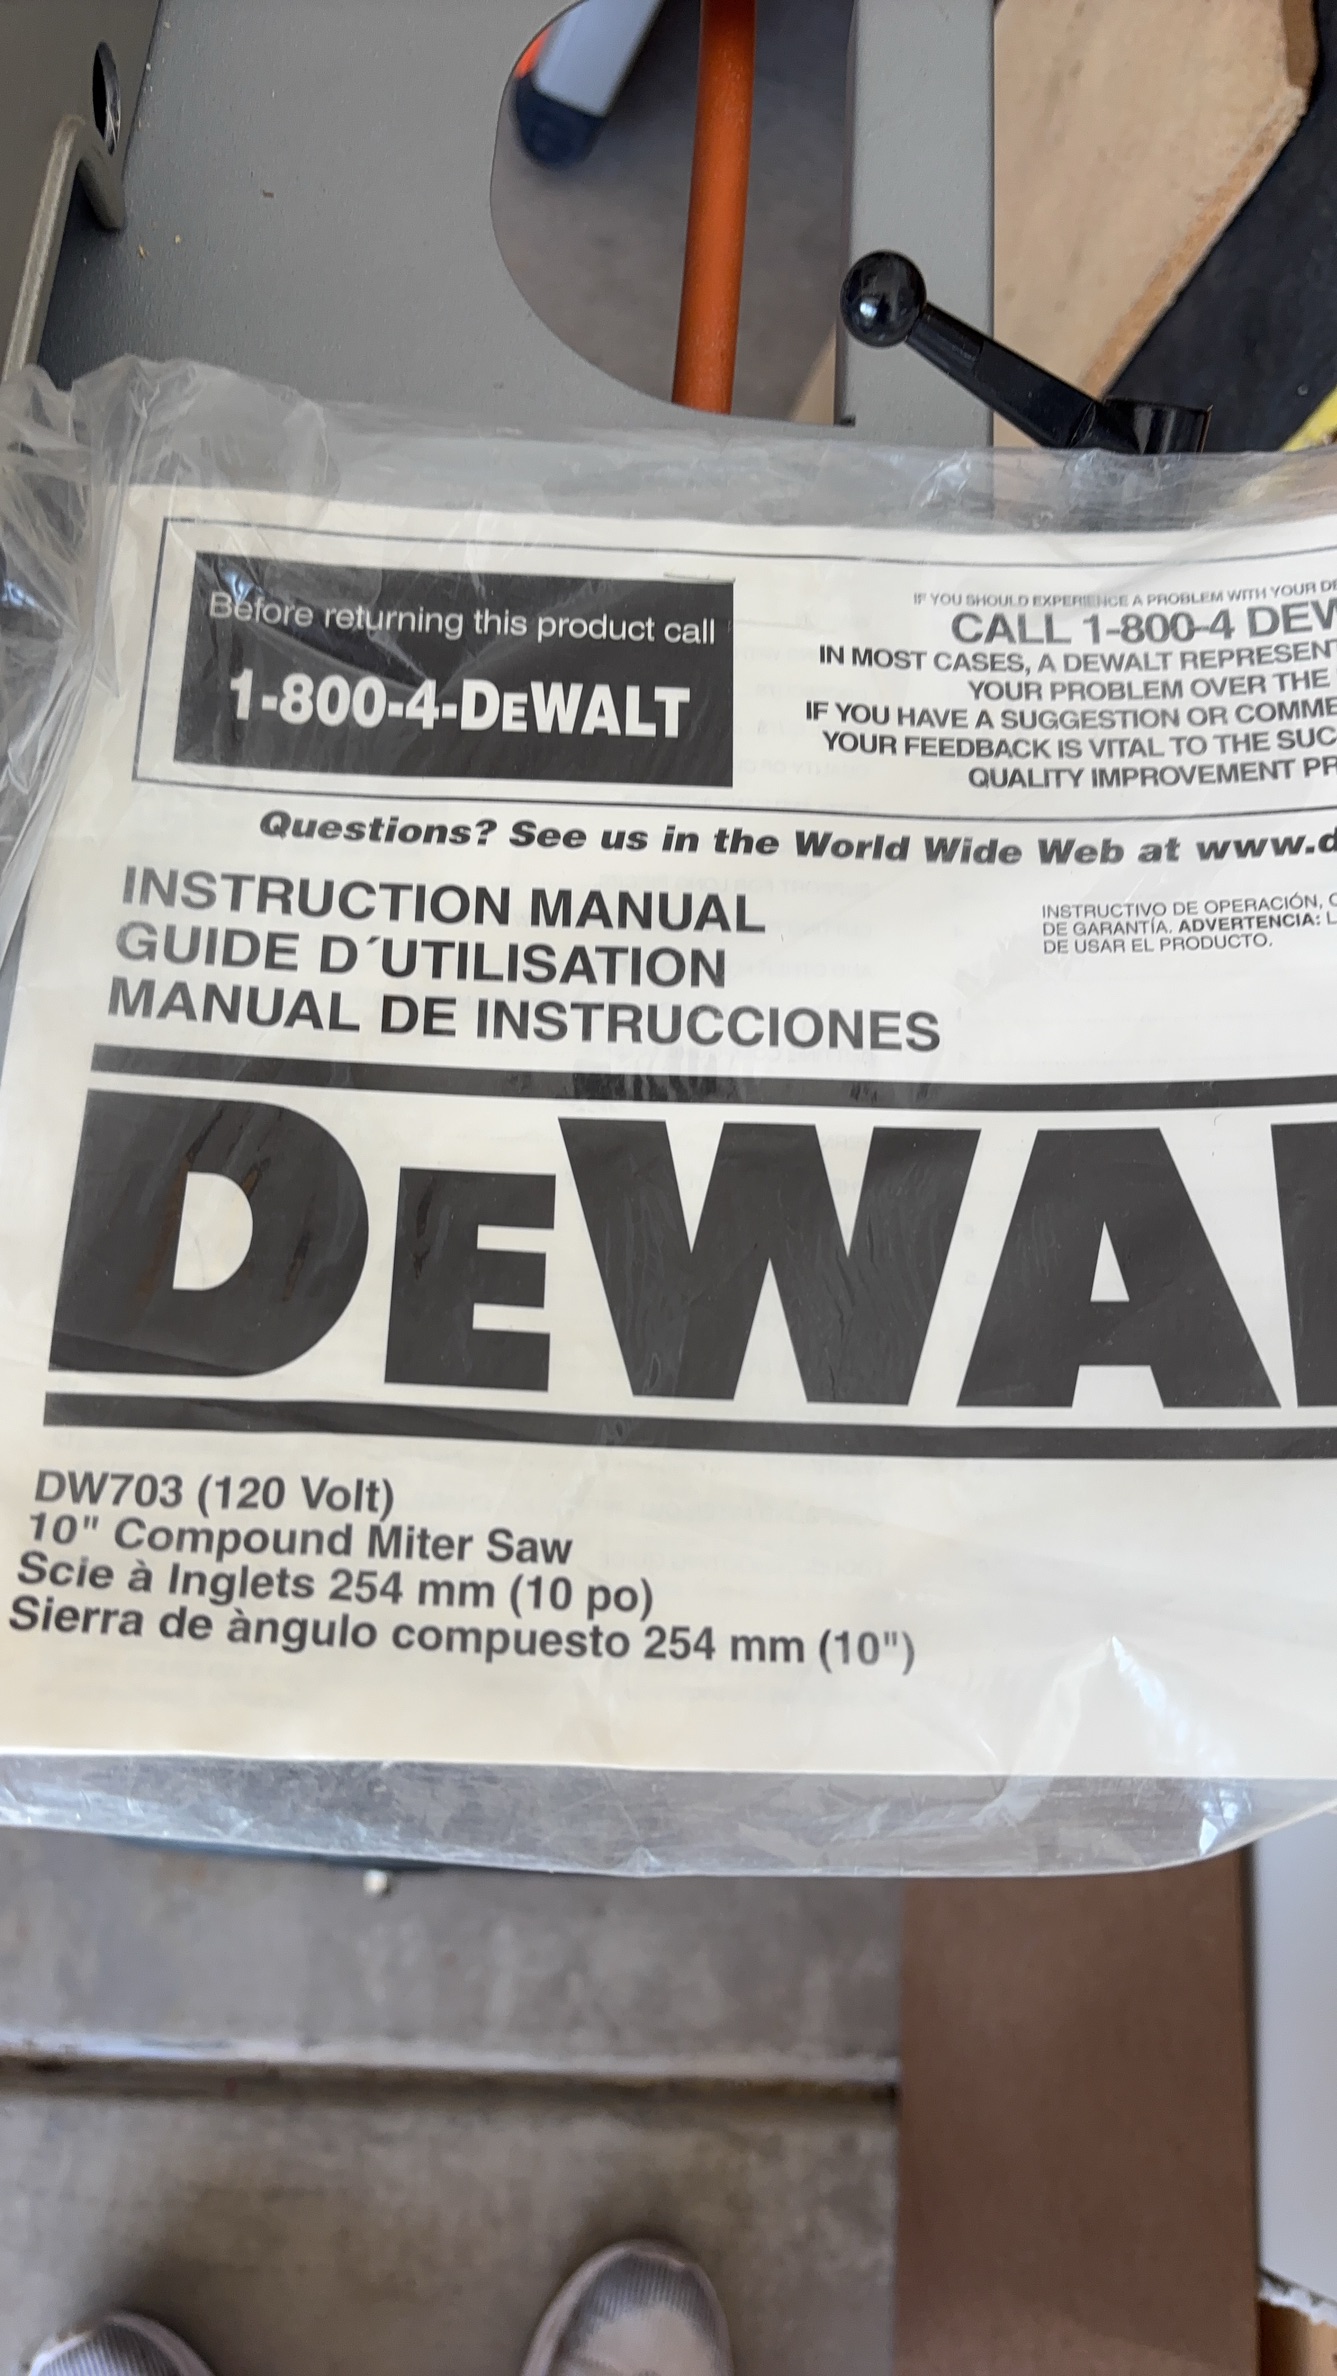 Before returning this product call
1-800-4-DEWALT
IF YOU SHOULD EXPERIENCE A PROBLEM WITH YOUR
CALL 1-800-4
IN MOST CASES, A DEWALT
YOUR PROBLEM OVER THE
IF YOU HAVE A SUGGESTION OR
YOUR FEEDBACK IS VITAL TO THE
QUALITY IMPROVEMENT
Questions? See us in the World Wide Web at
INSTRUCTION MANUAL
GUIDE D´UTILISATION
MANUAL DE INSTRUCCIONES
INSTRUCTIVO DE OPERACIÓN,
DE GARANTÍA. ADVERTENCIA:
DE USAR EL PRODUCTO.
DEWA
DW703 (120 Volt)
10" Compound Miter Saw
Scie à Inglets 254 mm (10 po)
Sierra de àngulo compuesto 254 mm (10")